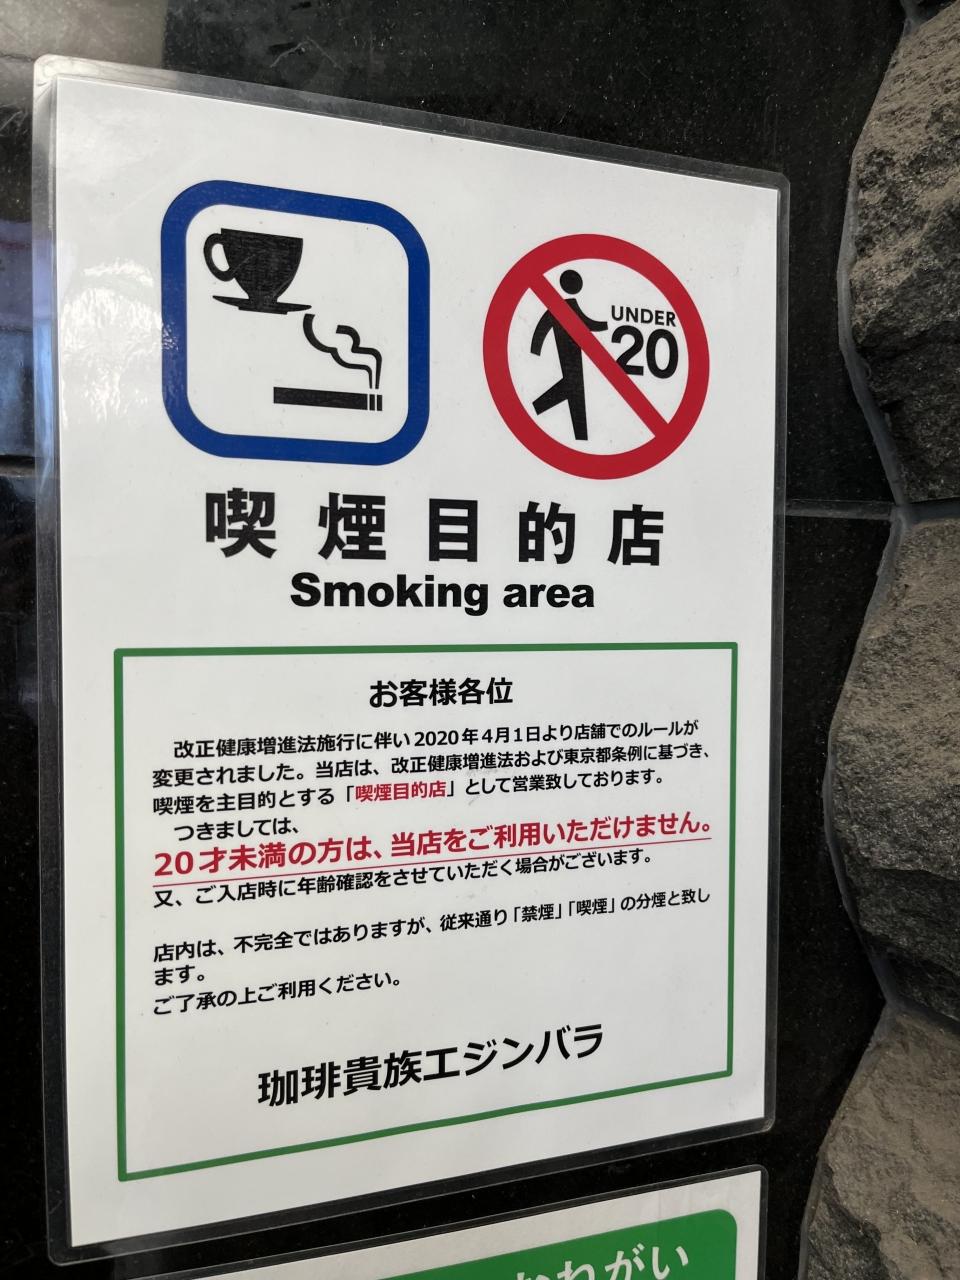 UNDER
20
喫煙目的店
Smoking area
お客様各位
改正健康増進法施行に伴い2020年4月1日より店舗でのルールが
変更されました。当店は、改正健康増進法および東京都条例に基づき、
喫煙を主目的とする「喫煙目的店」として営業致しております。
つきましては、
20才未満の方は、当店をご利用いただけません。
又、ご入店時に年齢確認をさせていただく場合がございます。
店内は、不完全ではありますが、従来通り「禁煙」「喫煙」の分煙と致し
ます。
ご了承の上ご利用ください。
珈琲貴族エジンバラ
おねがい